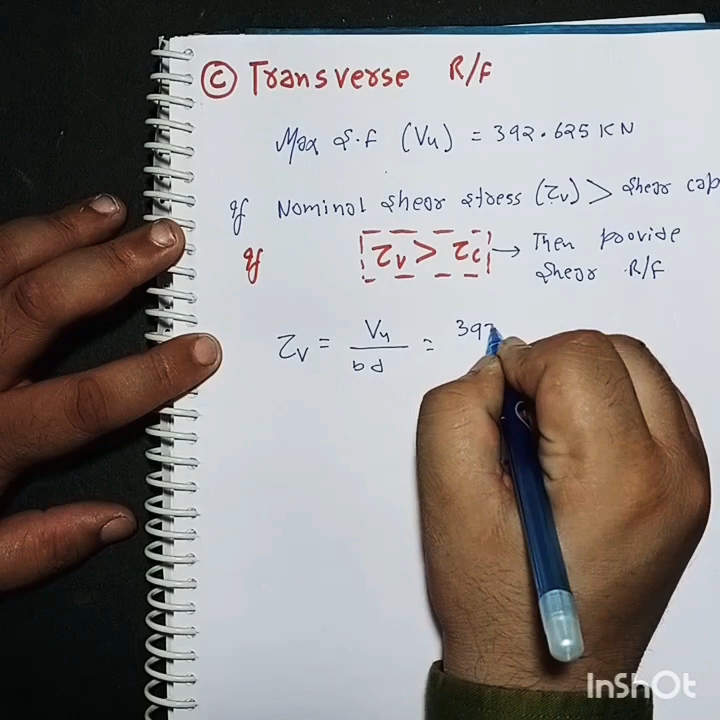 Ⓒ Transverse R/F
Max S.F (Vu) = 392.625 KN
If Nominal shear stress (τv) > shear cap
If τv > τc → Then provide
shear R/F
τv = Vu / bd = 392
InShOt